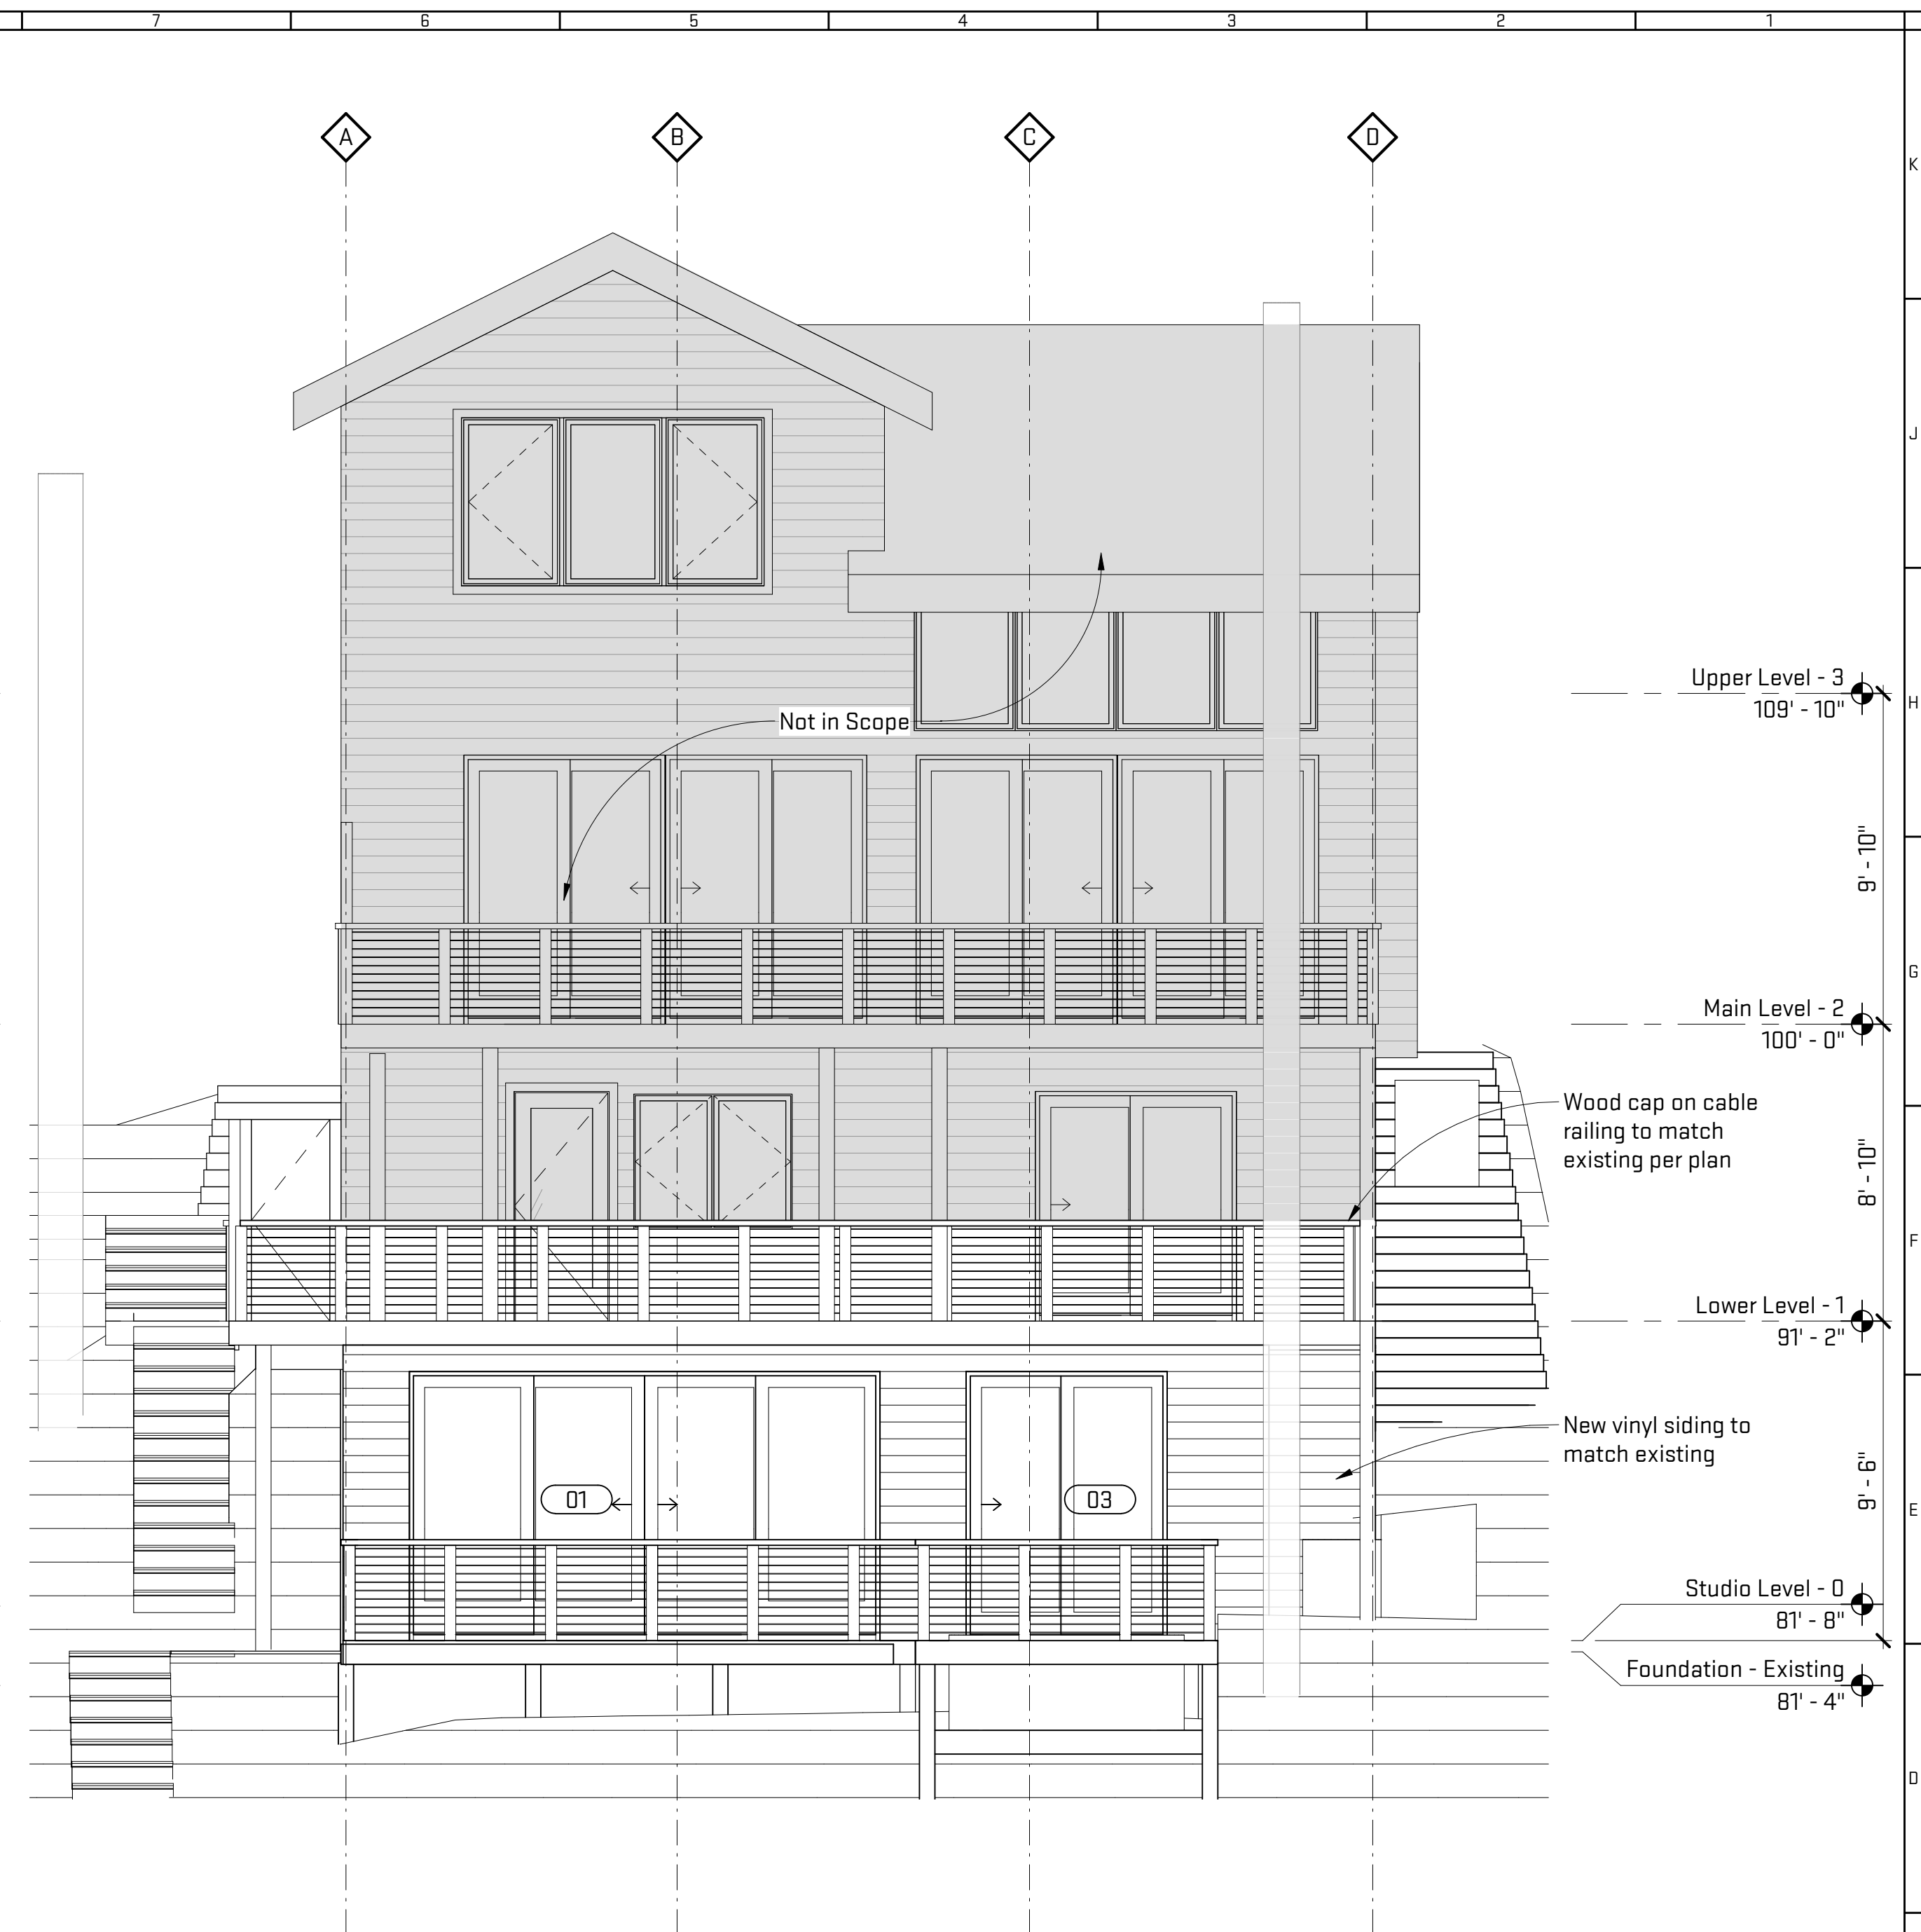 7 6 5 4 3 2 1
A B C D
K
J
Upper Level - 3
109' - 10"
H
Not in Scope
9' - 10"
G
Main Level - 2
100' - 0"
Wood cap on cable
railing to match
existing per plan
8' - 10"
F
Lower Level - 1
91' - 2"
New vinyl siding to
match existing
9' - 6"
01
03
E
Studio Level - 0
81' - 8"
Foundation - Existing
81' - 4"
D